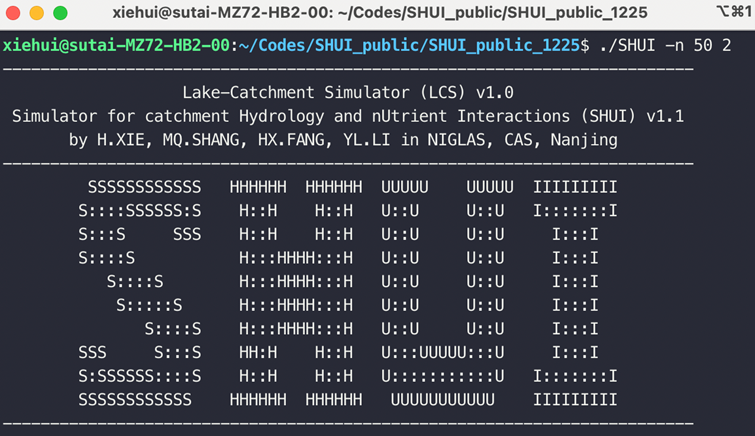 xiehui@sutai-MZ72-HB2-00: ~/Codes/SHUI_public/SHUI_public_1225 ⌥⌘1
xiehui@sutai-MZ72-HB2-00:~/Codes/SHUI_public/SHUI_public_1225$ ./SHUI -n 50 2
Lake-Catchment Simulator (LCS) v1.0
Simulator for catchment Hydrology and nUtrient Interactions (SHUI) v1.1
by H.XIE, MQ.SHANG, HX.FANG, YL.LI in NIGLAS, CAS, Nanjing
SSSSSSSSSSSS   HHHHHH  HHHHHH  UUUUU    UUUUU  IIIIIIIII
S::::SSSSSS:S    H::H    H::H   U::U     U::U   I:::::::I
S:::S     SSS    H::H    H::H   U::U     U::U     I:::I
S::::S           H:::HHHH:::H   U::U     U::U     I:::I
S::::S        H:::HHHH:::H   U::U     U::U     I:::I
S:::::S      H:::HHHH:::H   U::U     U::U     I:::I
S::::S    H:::HHHH:::H   U::U     U::U     I:::I
SSS     S:::S    HH:H    H::H   U:::UUUUU:::U     I:::I
S:SSSSSS::::S    H::H    H::H   U:::::::::::U   I:::::::I
SSSSSSSSSSSS    HHHHHH  HHHHHH   UUUUUUUUUUU    IIIIIIIII